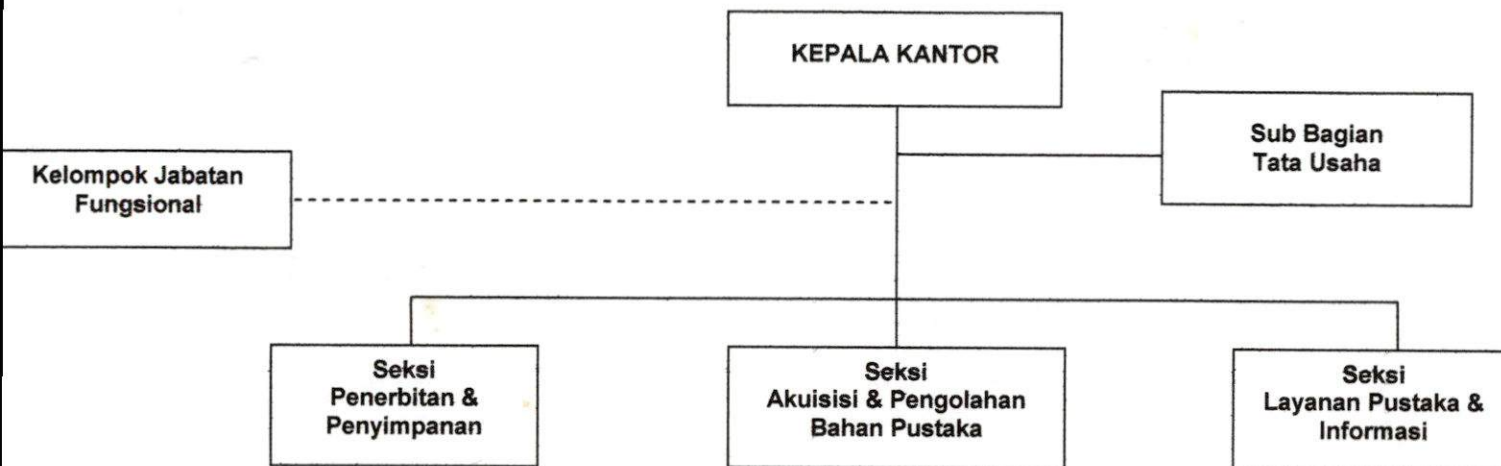 KEPALA KANTOR
Sub Bagian
Tata Usaha
Kelompok Jabatan
Fungsional
Seksi
Penerbitan &
Penyimpanan
Seksi
Akuisisi & Pengolahan
Bahan Pustaka
Seksi
Layanan Pustaka &
Informasi